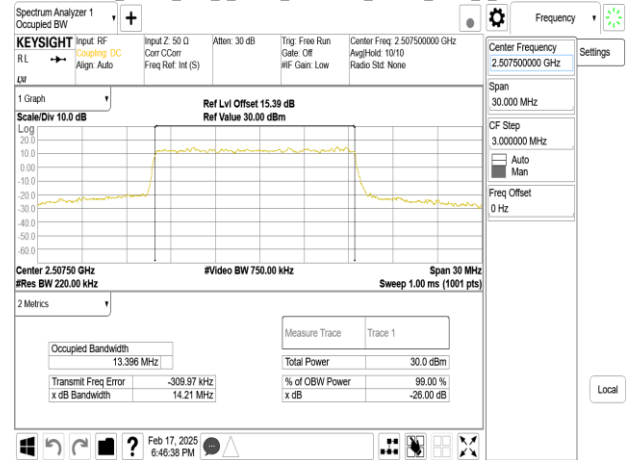 Spectrum Analyzer 1
Occupied BW
Frequency
KEYSIGHT
RL
LXI
Input: RF
Coupling: DC
Align: Auto
Input Z: 50 Ω
Corr CCorr
Freq Ref: Int (S)
Atten: 30 dB
Trig: Free Run
Gate: Off
#IF Gain: Low
Center Freq: 2.507500000 GHz
Avg|Hold: 10/10
Radio Std: None
Center Frequency
2.507500000 GHz
Settings
Span
30.000 MHz
CF Step
3.000000 MHz
Auto
Man
Freq Offset
0 Hz
Local
1 Graph
Scale/Div 10.0 dB
Ref Lvl Offset 15.39 dB
Ref Value 30.00 dBm
Log
20.0
10.0
0.00
-10.0
-20.0
-30.0
-40.0
-50.0
-60.0
Center 2.50750 GHz
#Video BW 750.00 kHz
Span 30 MHz
#Res BW 220.00 kHz
Sweep 1.00 ms (1001 pts)
2 Metrics
Measure Trace Trace 1
Occupied Bandwidth
13.396 MHz
Total Power 30.0 dBm
Transmit Freq Error -309.97 kHz
% of OBW Power 99.00 %
x dB Bandwidth 14.21 MHz
x dB -26.00 dB
Feb 17, 2025
6:46:38 PM